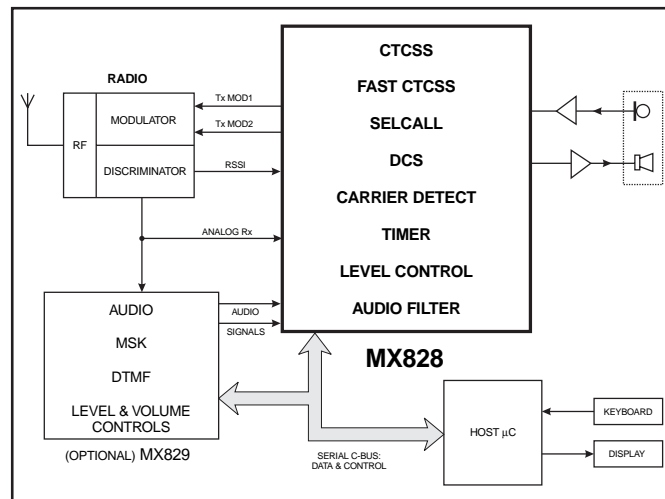 RADIO
RF
MODULATOR
DISCRIMINATOR
Tx MOD1
Tx MOD2
RSSI
ANALOG Rx
CTCSS
FAST CTCSS
SELCALL
DCS
CARRIER DETECT
TIMER
LEVEL CONTROL
AUDIO FILTER
MX828
AUDIO
MSK
DTMF
LEVEL & VOLUME
CONTROLS
(OPTIONAL) MX829
AUDIO
SIGNALS
SERIAL C-BUS:
DATA & CONTROL
HOST µC
KEYBOARD
DISPLAY